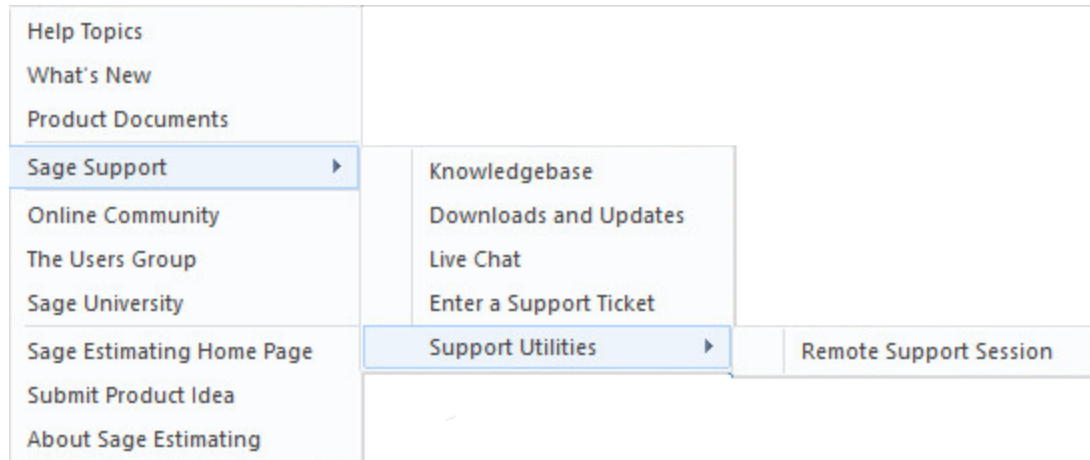 Help Topics
What's New
Product Documents
Sage Support
Online Community
The Users Group
Sage University
Sage Estimating Home Page
Submit Product Idea
About Sage Estimating
Knowledgebase
Downloads and Updates
Live Chat
Enter a Support Ticket
Support Utilities
Remote Support Session